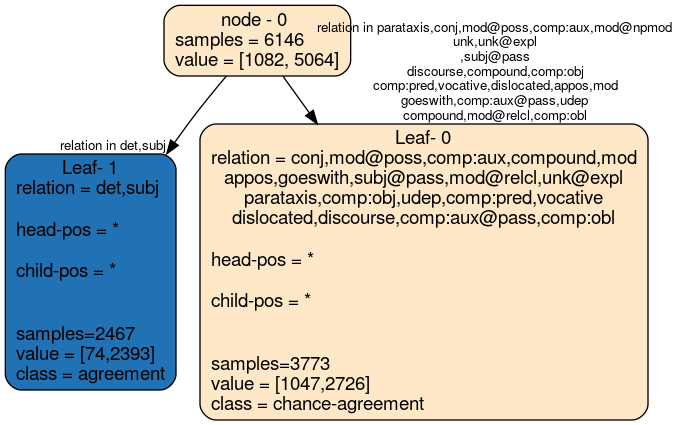 node - 0
samples = 6146
value = [1082, 5064]
relation in parataxis,conj,mod@poss,comp:aux,mod@npmod
unk,unk@expl
,subj@pass
discourse,compound,comp:obj
comp:pred,vocative,dislocated,appos,mod
goeswith,comp:aux@pass,udep
compound,mod@relcl,comp:obl
relation in det,subj
Leaf- 1
relation = det,subj
head-pos = *
child-pos = *
samples=2467
value = [74,2393]
class = agreement
Leaf- 0
relation = conj,mod@poss,comp:aux,compound,mod
appos,goeswith,subj@pass,mod@relcl,unk@expl
parataxis,comp:obj,udep,comp:pred,vocative
dislocated,discourse,comp:aux@pass,comp:obl
head-pos = *
child-pos = *
samples=3773
value = [1047,2726]
class = chance-agreement